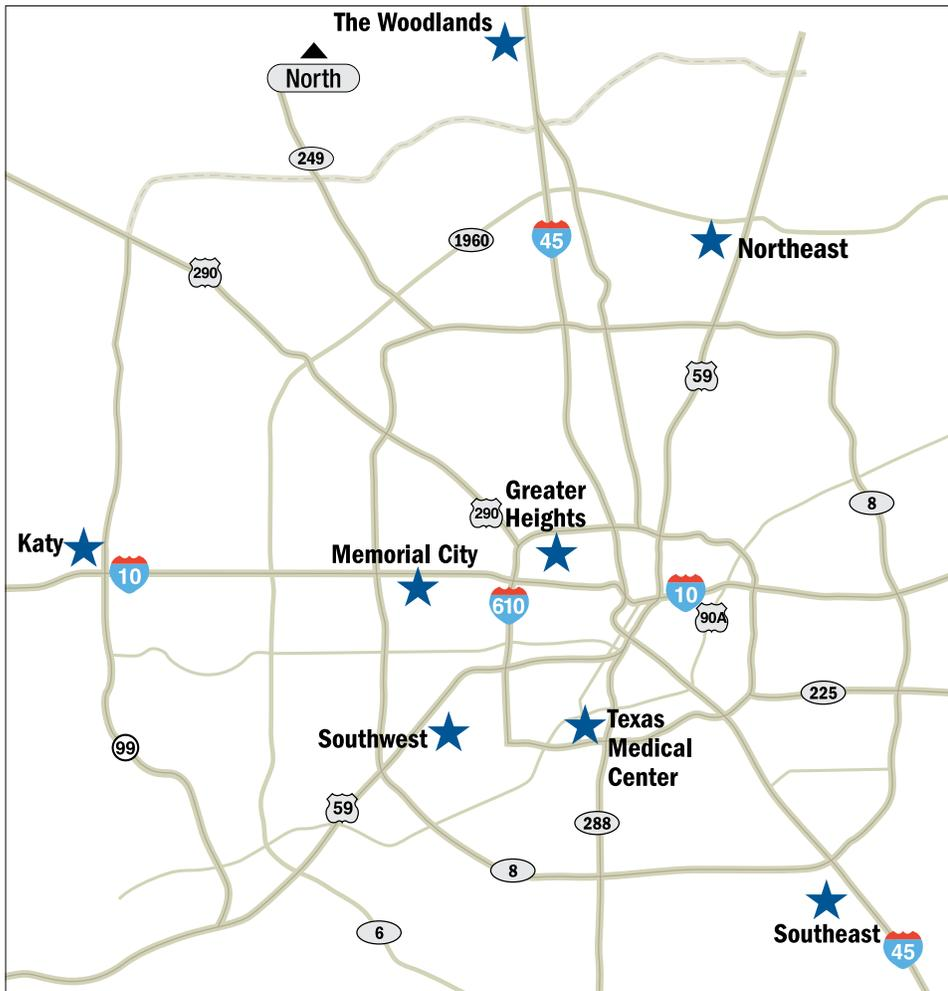 The Woodlands
North
249
1960
45
290
Northeast
59
8
Greater
Heights
290
Katy
10
Memorial City
610
10
90A
225
Texas
Medical
Center
Southwest
99
59
288
8
6
Southeast
45